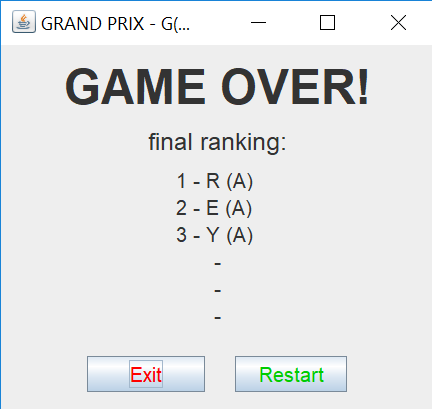 GRAND PRIX - G(...
GAME OVER!
final ranking:
1 - R (A)
2 - E (A)
3 - Y (A)
-
-
-
Exit
Restart